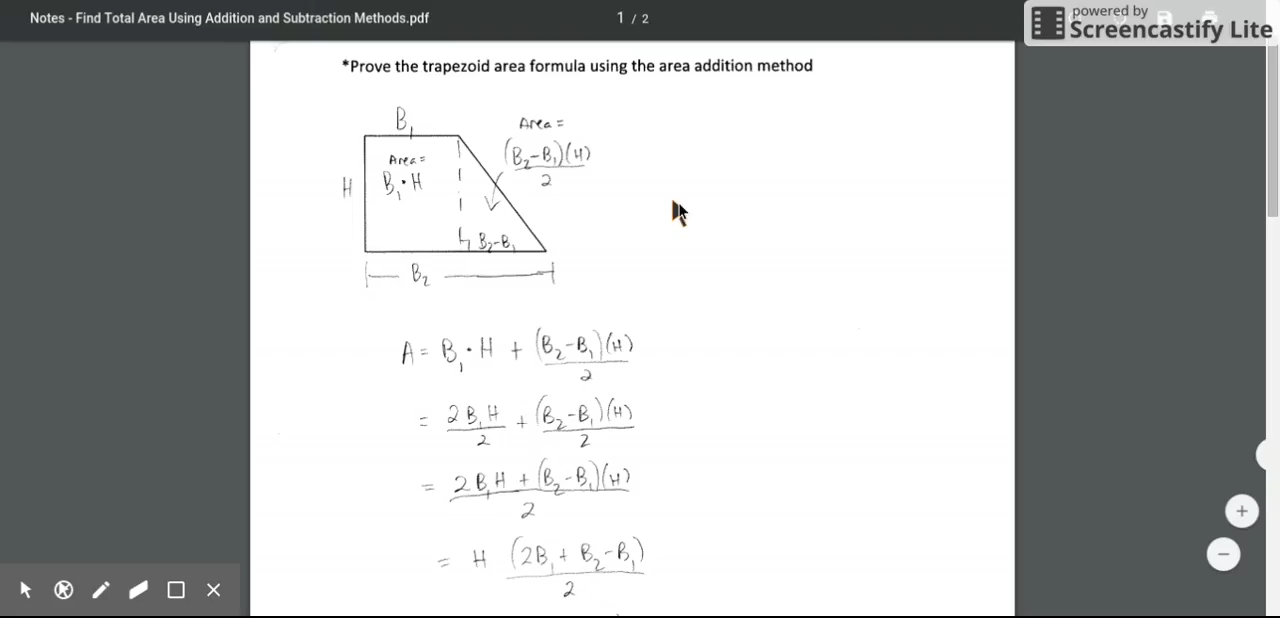 Notes - Find Total Area Using Addition and Subtraction Methods.pdf
1 / 2
powered by
Screencastify Lite
*Prove the trapezoid area formula using the area addition method
B₁
Area =
(B₂-B₁)(H)
2
Area =
B₁·H
H
B₂-B₁
B₂
A = B₁·H + (B₂-B₁)(H)
2
= 2B₁H + (B₂-B₁)(H)
2 2
= 2B₁H + (B₂-B₁)(H)
2
= H (2B₁ + B₂-B₁)
2